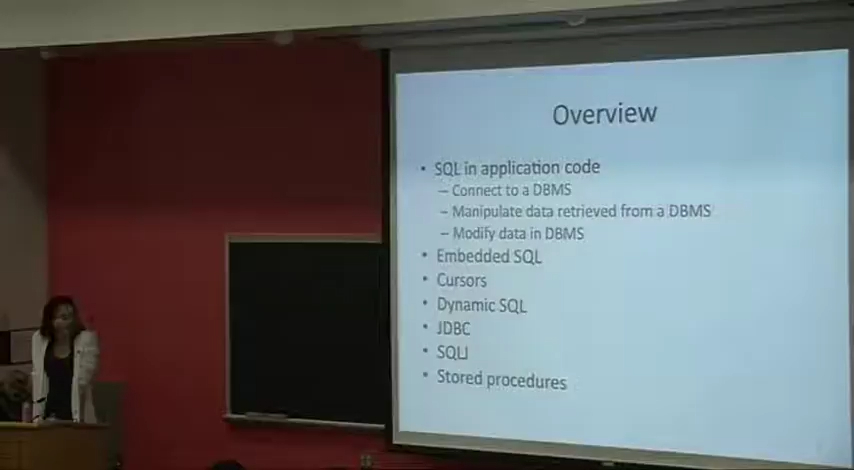 Overview
• SQL in application code
– Connect to a DBMS
– Manipulate data retrieved from a DBMS
– Modify data in DBMS
• Embedded SQL
• Cursors
• Dynamic SQL
• JDBC
• SQLJ
• Stored procedures